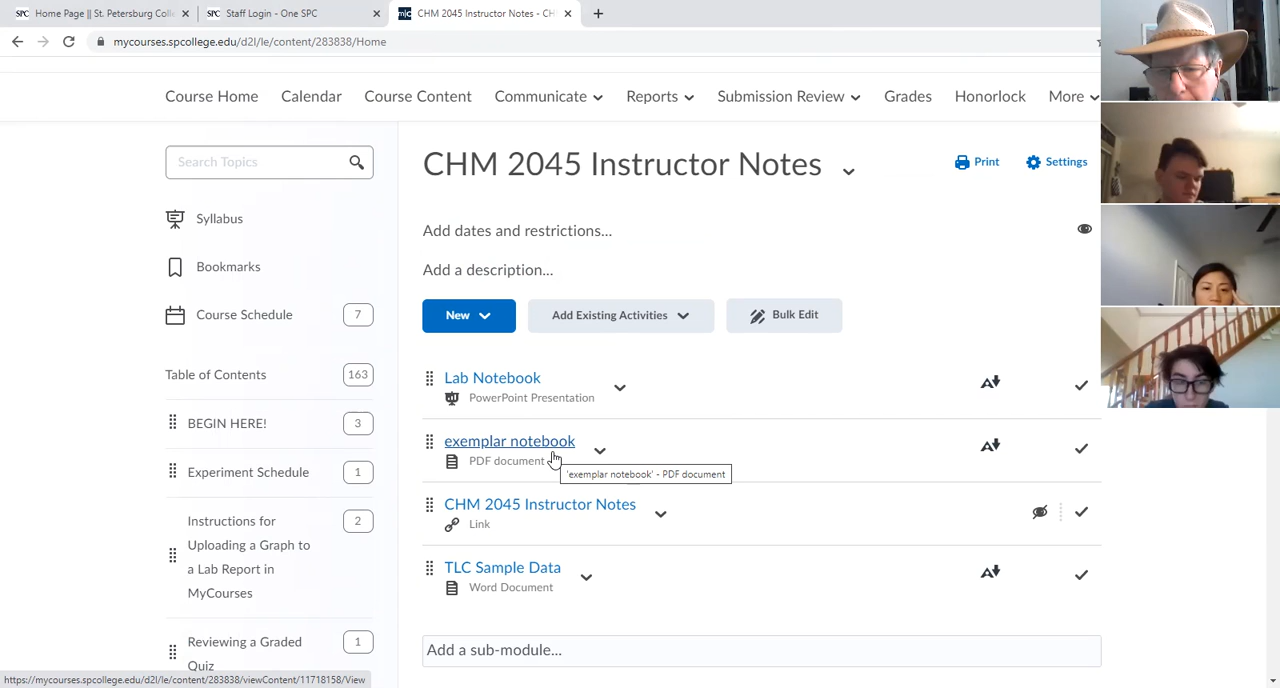 Home Page || St. Petersburg Coll
Staff Login - One SPC
CHM 2045 Instructor Notes - CH
mycourses.spcollege.edu/d2l/le/content/283838/Home
Course Home
Calendar
Course Content
Communicate
Reports
Submission Review
Grades
Honorlock
More
Search Topics
Syllabus
Bookmarks
Course Schedule
7
Table of Contents
163
BEGIN HERE!
3
Experiment Schedule
1
Instructions for
Uploading a Graph to
a Lab Report in
MyCourses
2
Reviewing a Graded
Quiz
1
CHM 2045 Instructor Notes
Print
Settings
Add dates and restrictions...
Add a description...
New
Add Existing Activities
Bulk Edit
Lab Notebook
PowerPoint Presentation
exemplar notebook
PDF document
'exemplar notebook' - PDF document
CHM 2045 Instructor Notes
Link
TLC Sample Data
Word Document
Add a sub-module...
https://mycourses.spcollege.edu/d2l/le/content/283838/viewContent/11718158/View